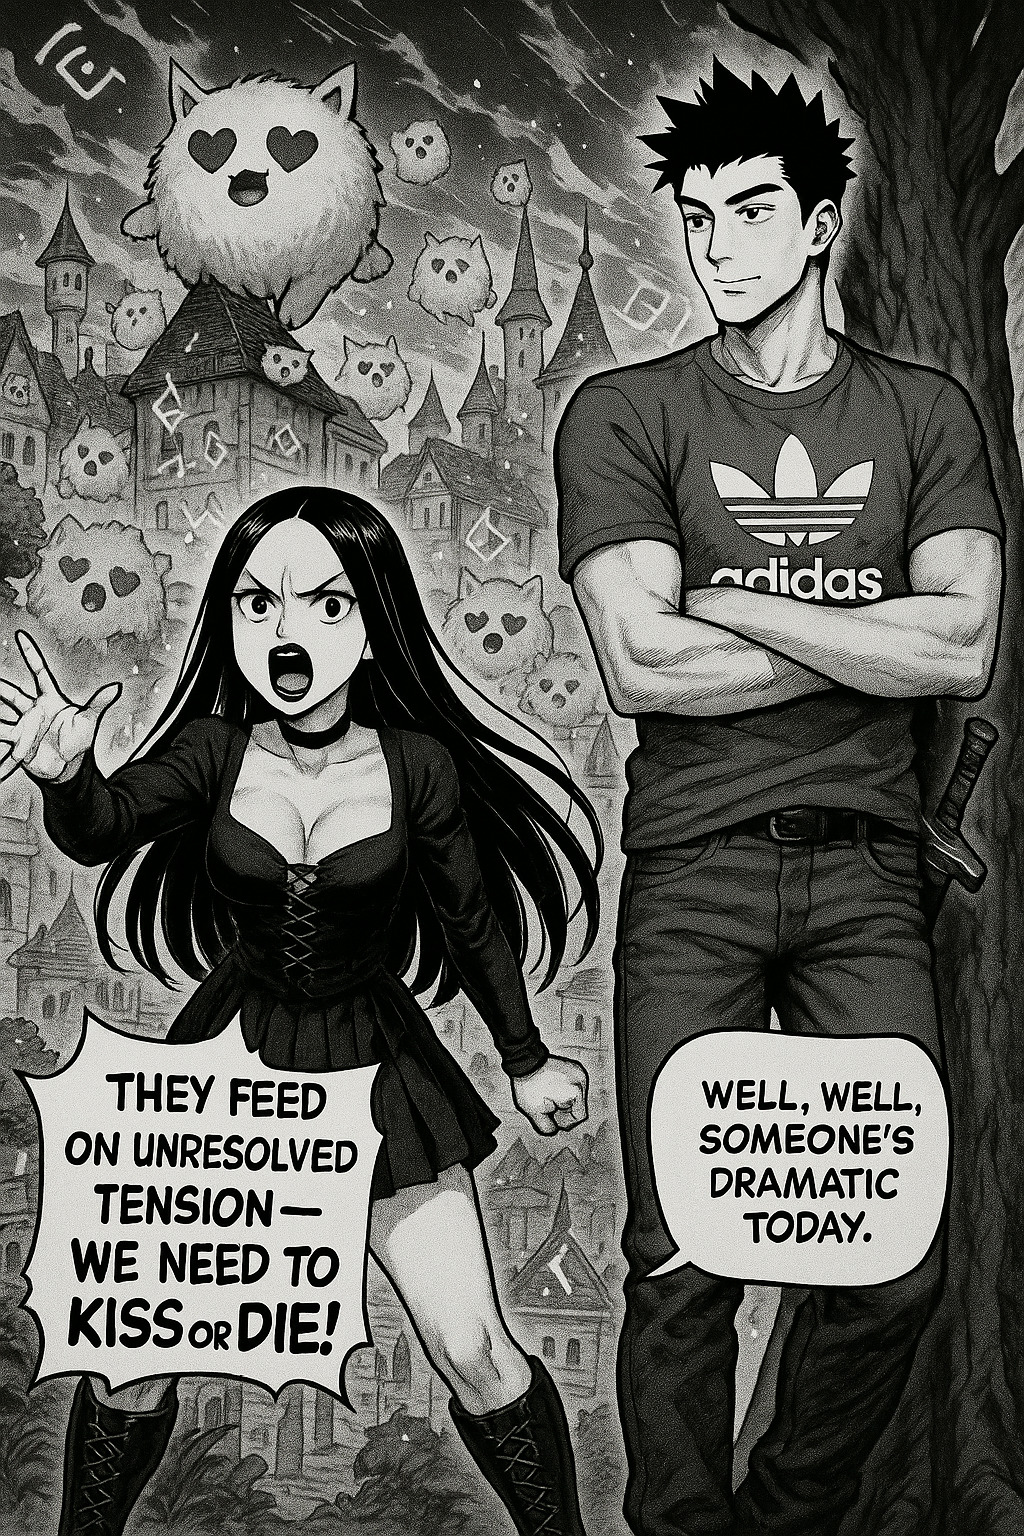 adidas
THEY FEED
ON UNRESOLVED
TENSION—
WE NEED TO
KISS OR DIE!
WELL, WELL,
SOMEONE'S
DRAMATIC
TODAY.